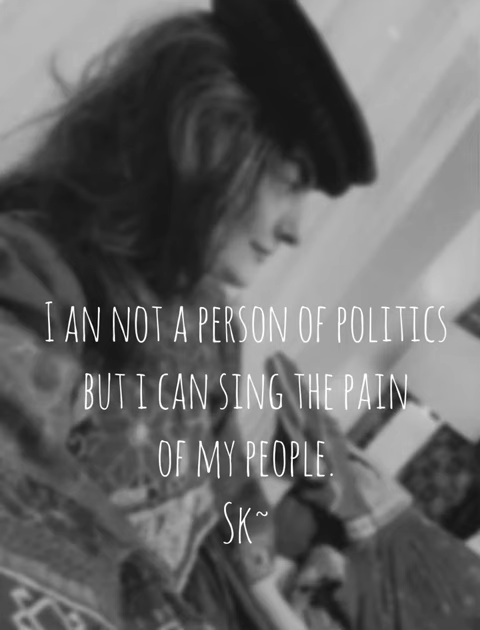 I AN NOT A PERSON OF POLITICS
BUT I CAN SING THE PAIN
OF MY PEOPLE.
SK~